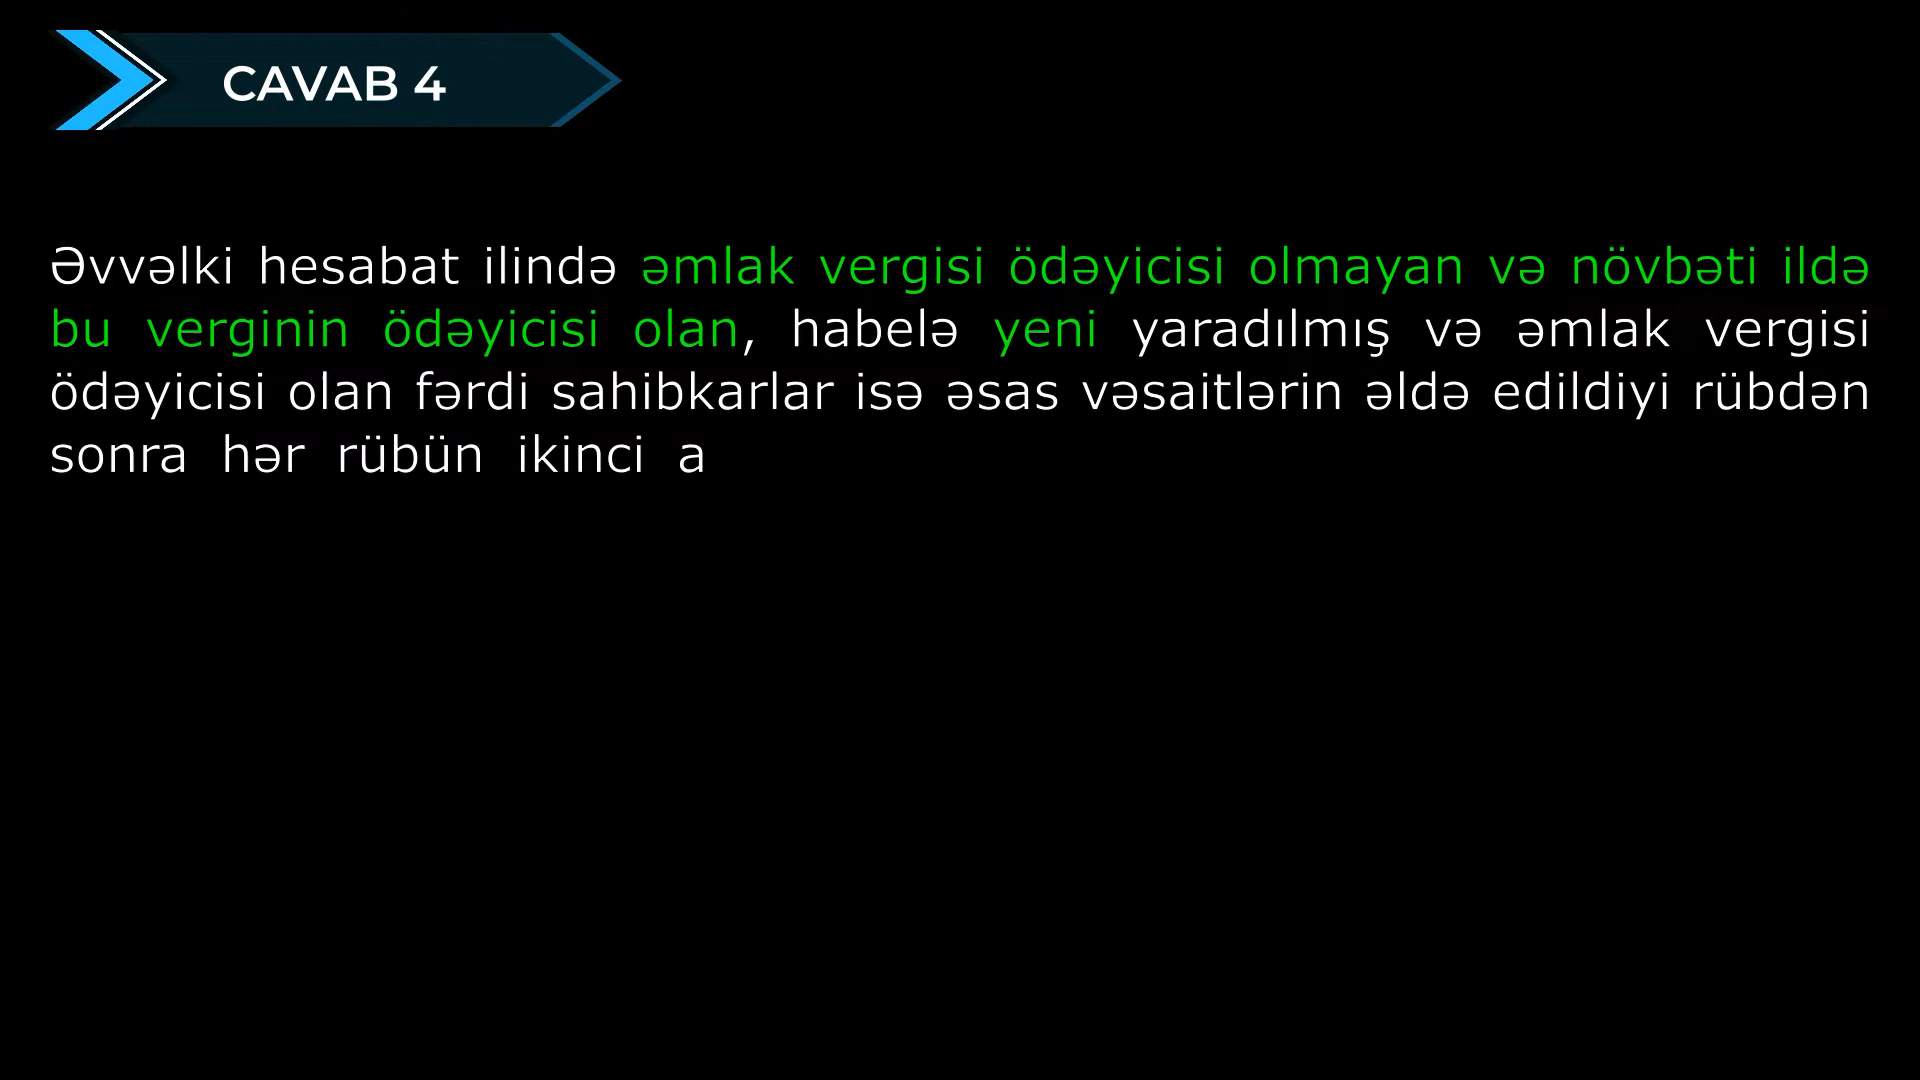 CAVAB 4
Əvvəlki hesabat ilində əmlak vergisi ödəyicisi olmayan və növbəti ildə
bu verginin ödəyicisi olan, habelə yeni yaradılmış və əmlak vergisi
ödəyicisi olan fərdi sahibkarlar isə əsas vəsaitlərin əldə edildiyi rübdən
sonra hər rübün ikinci a